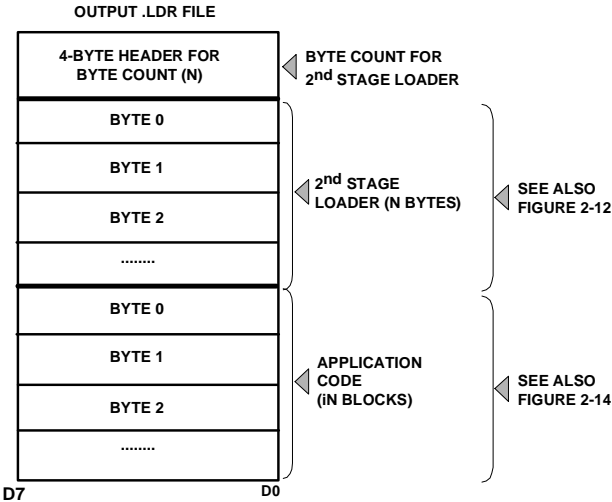 OUTPUT .LDR FILE
4-BYTE HEADER FOR
BYTE COUNT (N)
BYTE COUNT FOR
2nd STAGE LOADER
BYTE 0
BYTE 1
BYTE 2
........
2nd STAGE
LOADER (N BYTES)
SEE ALSO
FIGURE 2-12
BYTE 0
BYTE 1
BYTE 2
........
APPLICATION
CODE
(iN BLOCKS)
SEE ALSO
FIGURE 2-14
D7
D0